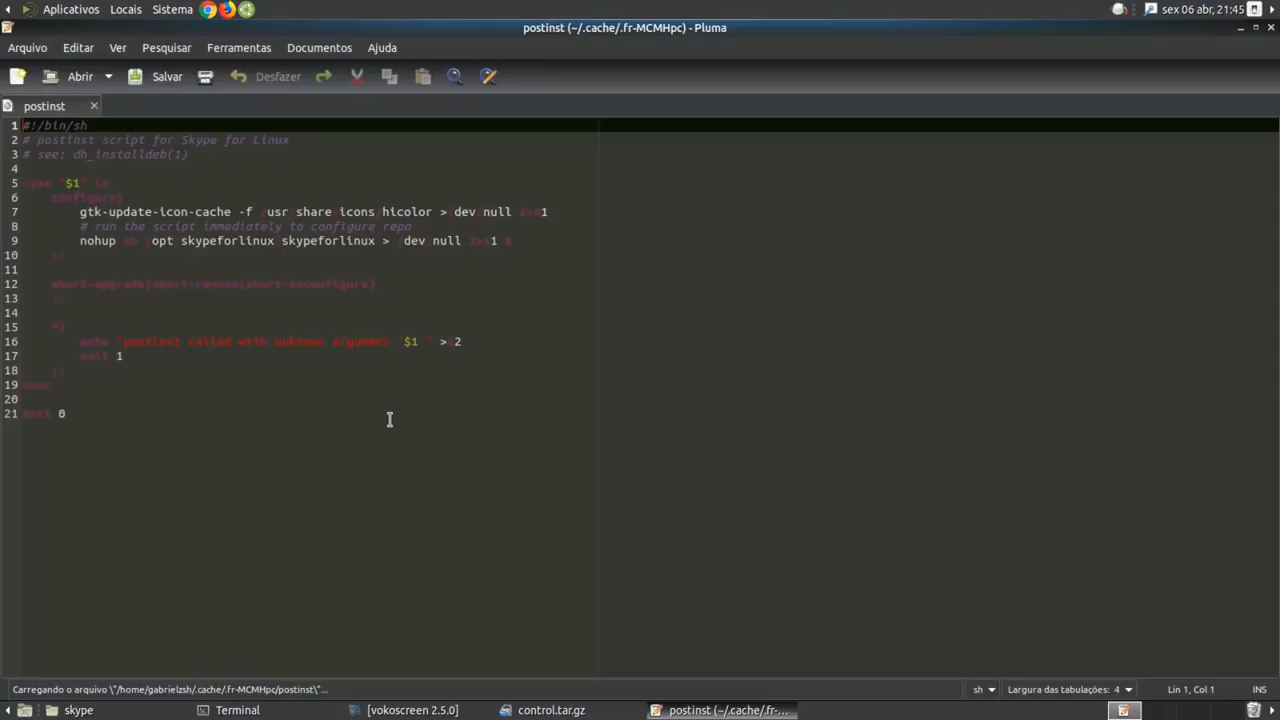 Aplicativos Locais Sistema sex 06 abr, 21:45
postinst (~/.cache/.fr-MCMHpc) - Pluma
Arquivo Editar Ver Pesquisar Ferramentas Documentos Ajuda
Abrir Salvar Desfazer
postinst
1 #!/bin/sh
2 # postinst script for Skype for Linux
3 # see: dh_installdeb(1)
4
5 case "$1" in
6 configure)
7 gtk-update-icon-cache -f /usr/share/icons/hicolor >/dev/null 2>&1
8 # run the script immediately to configure repo
9 nohup sh /opt/skypeforlinux/skypeforlinux > /dev/null 2>&1 &
10 ;;
11
12 abort-upgrade|abort-remove|abort-deconfigure)
13 ;;
14
15 *)
16 echo "postinst called with unknown argument `$1'" >&2
17 exit 1
18 ;;
19 esac
20
21 exit 0
Carregando o arquivo \"/home/gabrielzsh/.cache/.fr-MCMHpc/postinst\"... sh Largura das tabulações: 4 Lin 1, Col 1 INS
skype Terminal [vokoscreen 2.5.0] control.tar.gz postinst (~/.cache/.fr-...